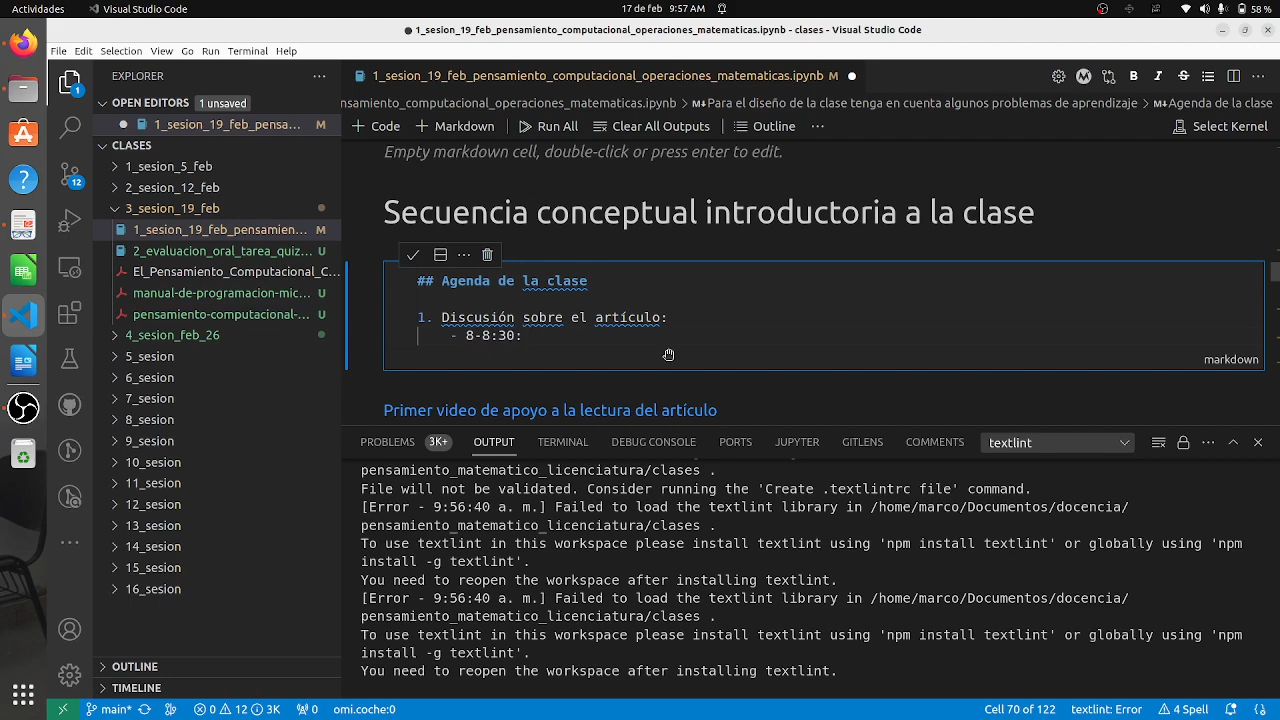 Actividades
Visual Studio Code
17 de feb 9:57 AM
58 %
1_sesion_19_feb_pensamiento_computacional_operaciones_matematicas.ipynb - clases - Visual Studio Code
File Edit Selection View Go Run Terminal Help
EXPLORER
OPEN EDITORS 1 unsaved
1_sesion_19_feb_pensa... M
CLASES
1_sesion_5_feb
2_sesion_12_feb
3_sesion_19_feb
1_sesion_19_feb_pensamien... M
2_evaluacion_oral_tarea_quiz... U
El_Pensamiento_Computacional_C...
manual-de-programacion-mic... U
pensamiento-computacional-... U
4_sesion_feb_26
5_sesion
6_sesion
7_sesion
8_sesion
9_sesion
10_sesion
11_sesion
12_sesion
13_sesion
14_sesion
15_sesion
16_sesion
OUTLINE
TIMELINE
1
12
1_sesion_19_feb_pensamiento_computacional_operaciones_matematicas.ipynb M
nsamiento_computacional_operaciones_matematicas.ipynb > Para el diseño de la clase tenga en cuenta algunos problemas de aprendizaje > Agenda de la clase
+ Code + Markdown Run All Clear All Outputs Outline ... Select Kernel
Empty markdown cell, double-click or press enter to edit.
Secuencia conceptual introductoria a la clase
## Agenda de la clase
1. Discusión sobre el artículo:
- 8-8:30:
markdown
Primer video de apoyo a la lectura del artículo
PROBLEMS 3K+ OUTPUT TERMINAL DEBUG CONSOLE PORTS JUPYTER GITLENS COMMENTS textlint
pensamiento_matematico_licenciatura/clases .
File will not be validated. Consider running the 'Create .textlintrc file' command.
[Error - 9:56:40 a. m.] Failed to load the textlint library in /home/marco/Documentos/docencia/
pensamiento_matematico_licenciatura/clases .
To use textlint in this workspace please install textlint using 'npm install textlint' or globally using 'npm
install -g textlint'.
You need to reopen the workspace after installing textlint.
[Error - 9:56:40 a. m.] Failed to load the textlint library in /home/marco/Documentos/docencia/
pensamiento_matematico_licenciatura/clases .
To use textlint in this workspace please install textlint using 'npm install textlint' or globally using 'npm
install -g textlint'.
You need to reopen the workspace after installing textlint.
main* 0 12 3K 0 omi.coche:0 Cell 70 of 122 textlint: Error 4 Spell